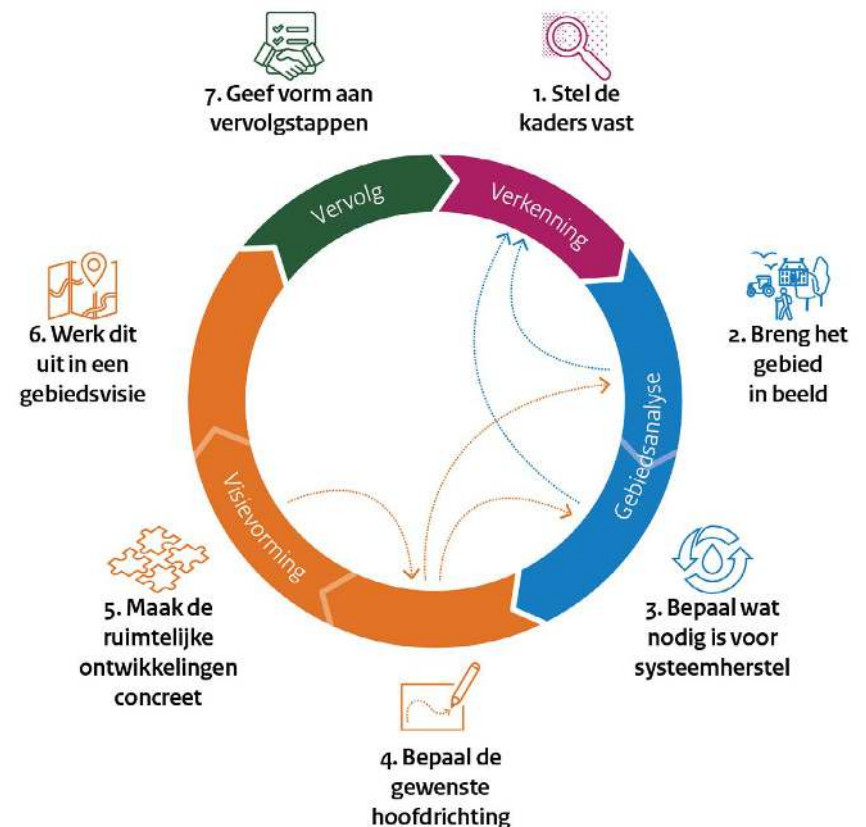 7. Geef vorm aan
vervolgstappen
1. Stel de
kaders vast
Vervolg
Verkenning
2. Breng het
gebied
in beeld
Gebiedsanalyse
3. Bepaal wat
nodig is voor
systeemherstel
4. Bepaal de
gewenste
hoofdrichting
Visievorming
5. Maak de
ruimtelijke
ontwikkelingen
concreet
6. Werk dit
uit in een
gebiedsvisie